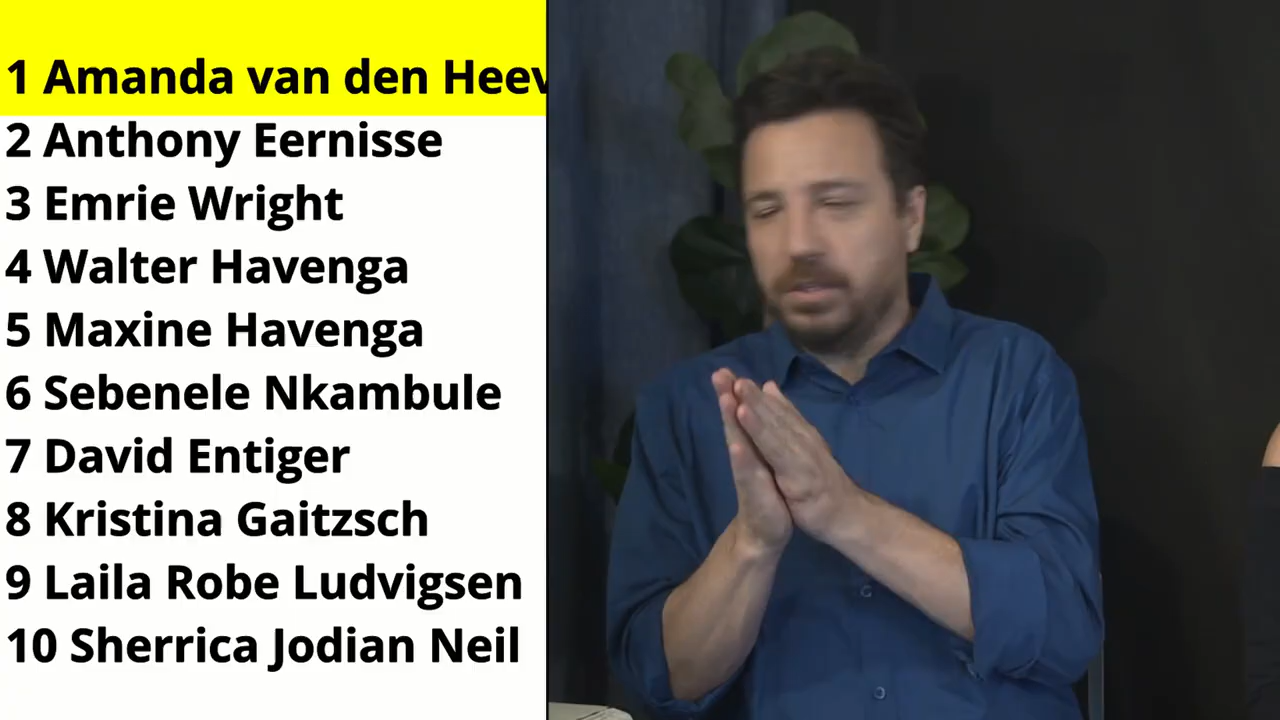 1 Amanda van den Heev
2 Anthony Eernisse
3 Emrie Wright
4 Walter Havenga
5 Maxine Havenga
6 Sebenele Nkambule
7 David Entiger
8 Kristina Gaitzsch
9 Laila Robe Ludvigsen
10 Sherrica Jodian Neil